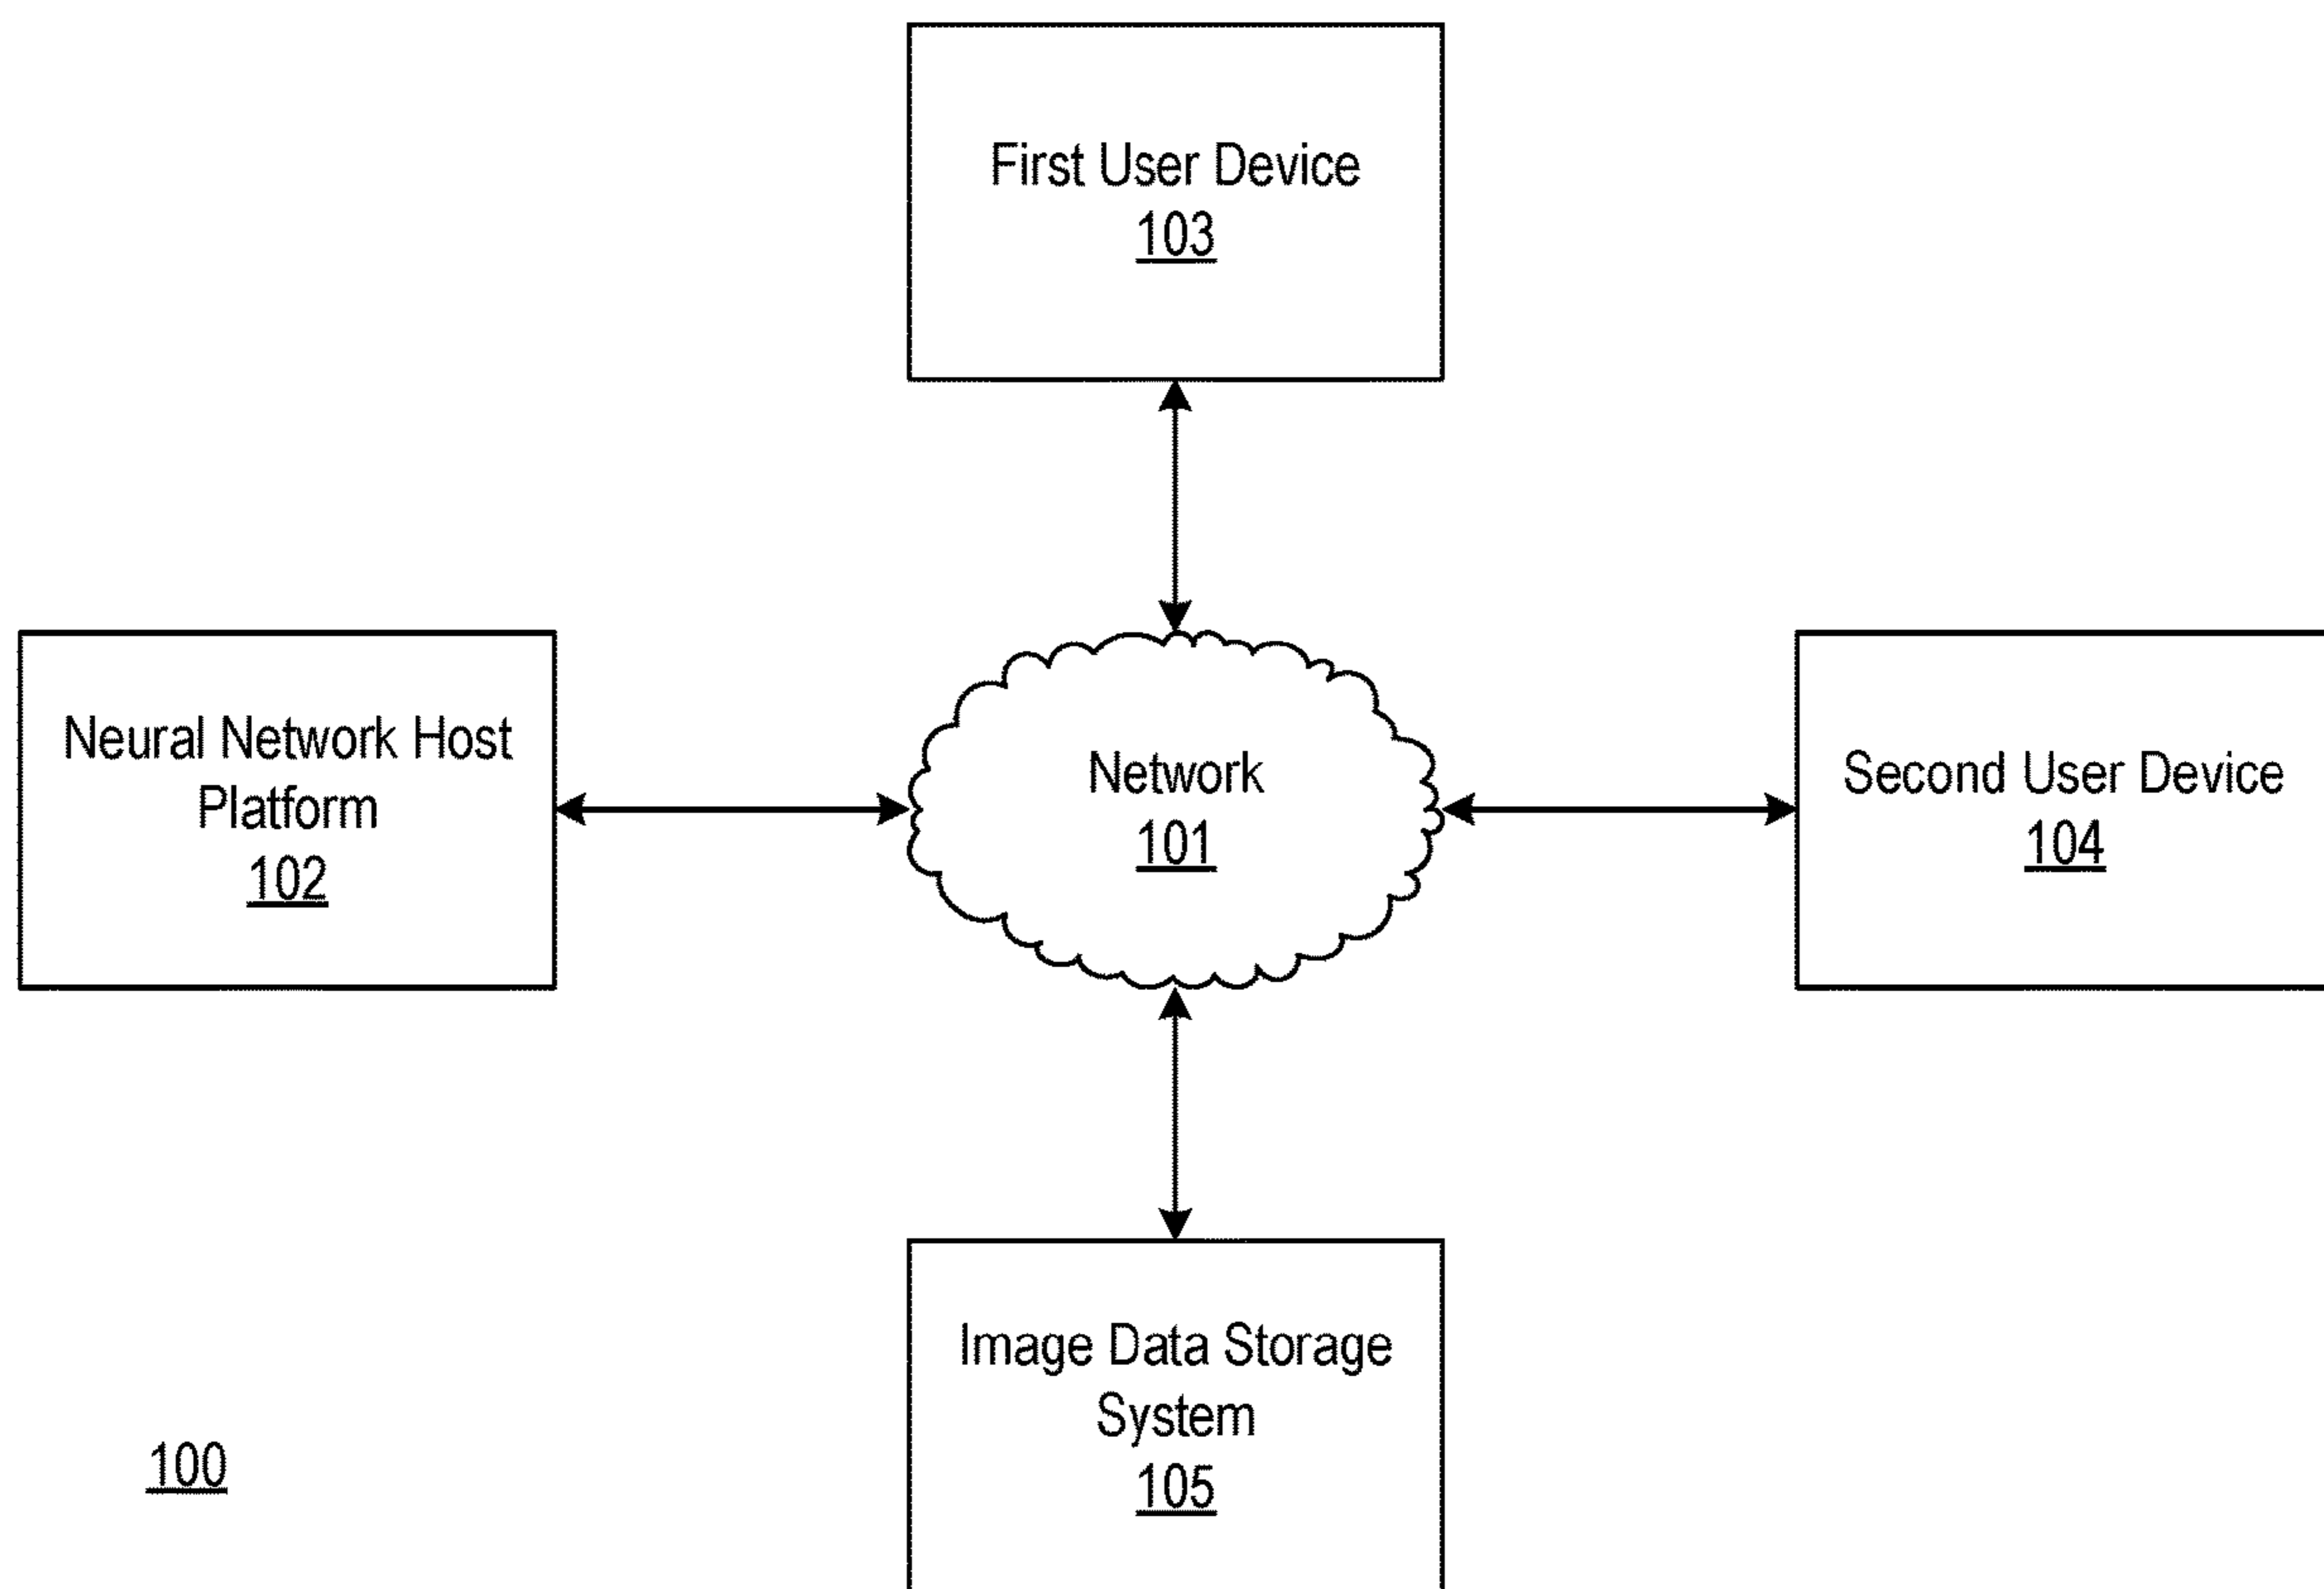 First User Device
103
Neural Network Host
Platform
102
Network
101
Second User Device
104
Image Data Storage
System
105
100